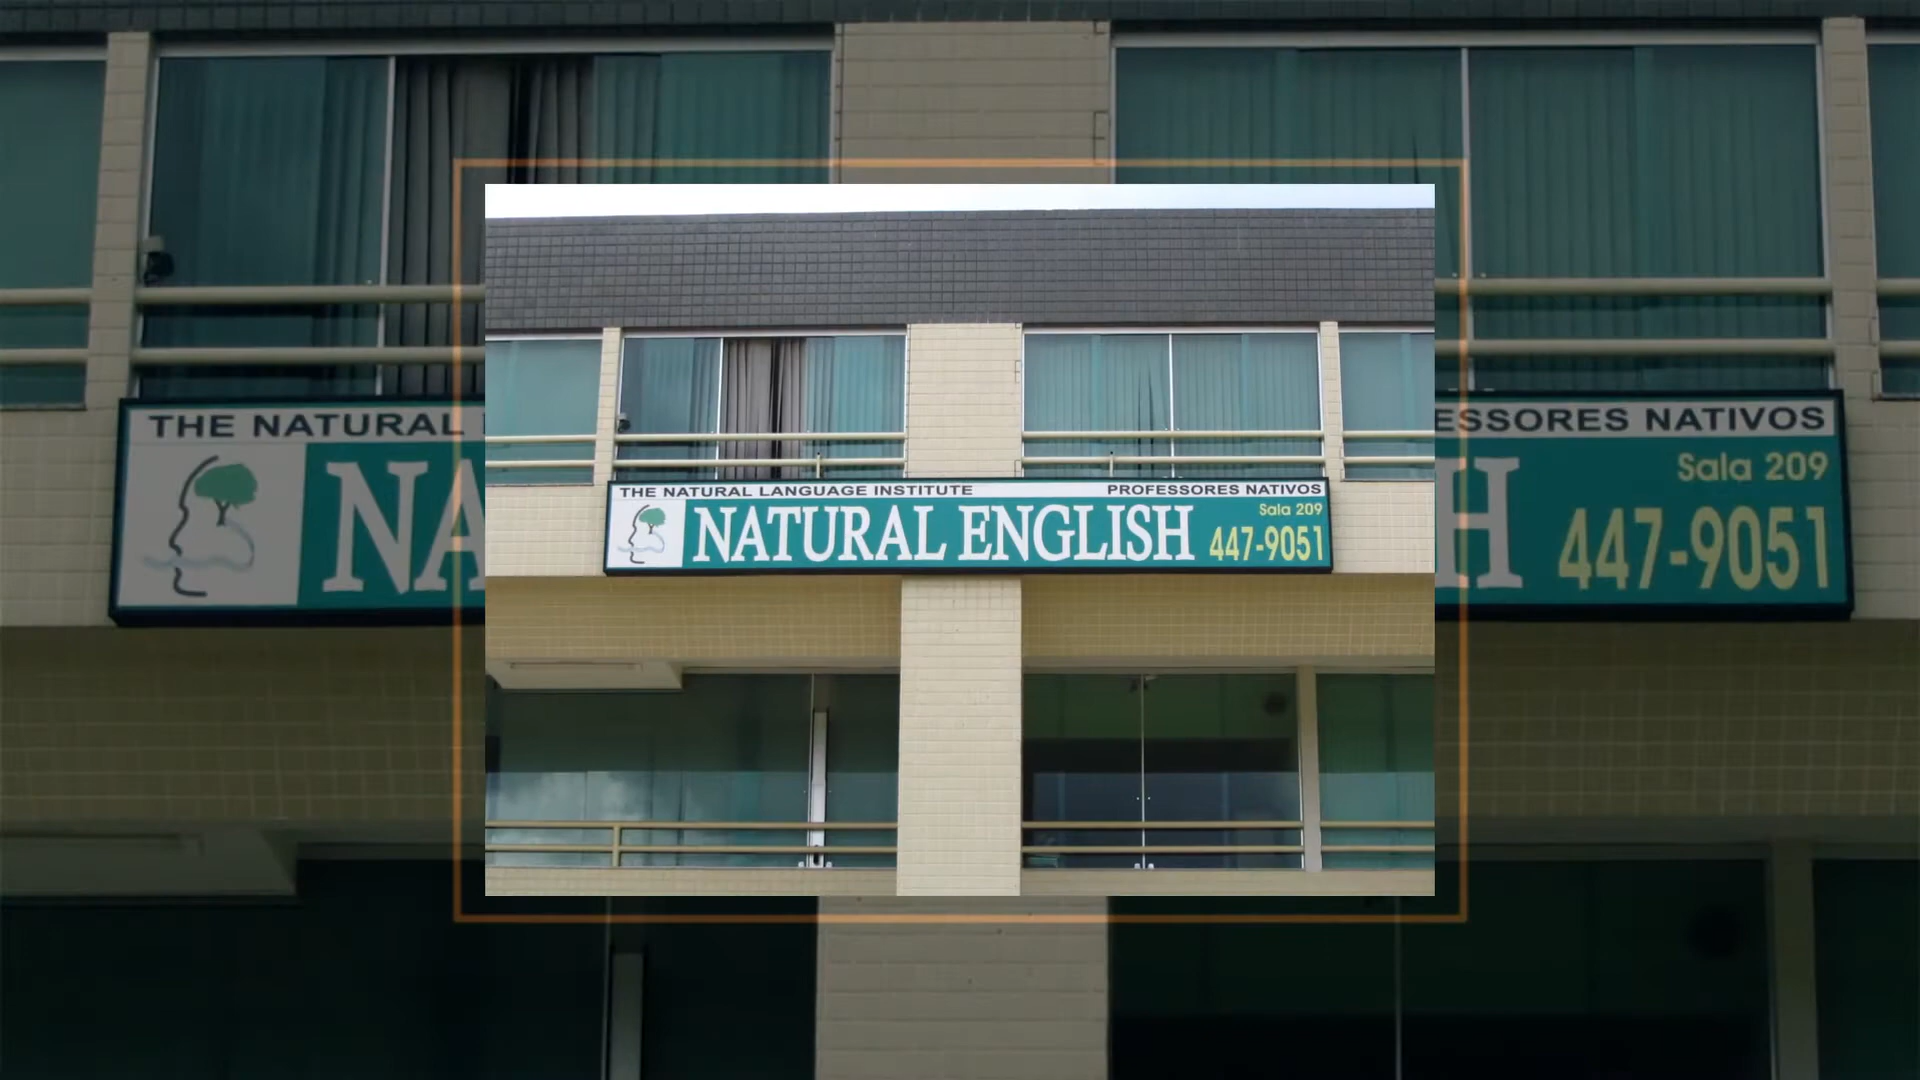 THE NATURAL LANGUAGE INSTITUTE PROFESSORES NATIVOS
Sala 209
NATURAL ENGLISH 447-9051